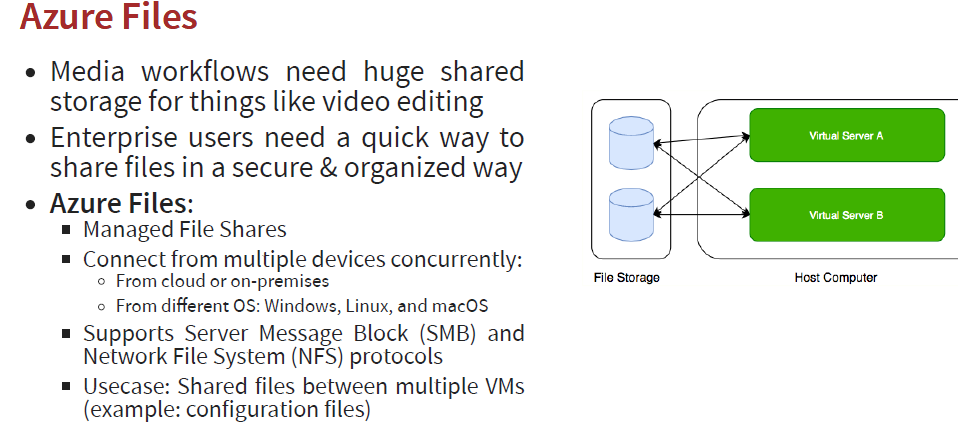 Azure Files
Media workflows need huge shared
storage for things like video editing
Enterprise users need a quick way to
share files in a secure & organized way
Azure Files:
Managed File Shares
Connect from multiple devices concurrently:
From cloud or on-premises
From different OS: Windows, Linux, and macOS
Supports Server Message Block (SMB) and
Network File System (NFS) protocols
Usecase: Shared files between multiple VMs
(example: configuration files)
Virtual Server A
Virtual Server B
File Storage
Host Computer